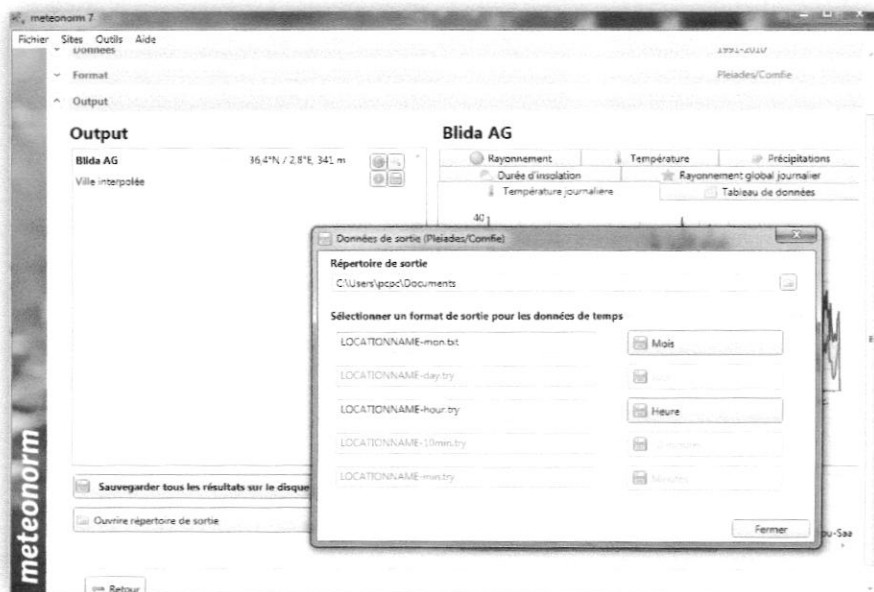 meteonorm 7
Fichier Sites Outils Aide
Données 1991-2010
Format Pleiades/Comfie
Output
Output
Blida AG 36,4°N / 2,8°E, 341 m
Ville interpolée
Blida AG
Rayonnement Température Précipitations
Durée d'insolation Rayonnement global journalier
Température journaliere Tableau de données
40
Données de sortie (Pleiades/Comfie)
Répertoire de sortie
C:\Users\pcpc\Documents
Sélectionner un format de sortie pour les données de temps
LOCATIONNAME-mon.txt Mois
LOCATIONNAME-day.try
LOCATIONNAME-hour.try Heure
LOCATIONNAME-10min.try
LOCATIONNAME-min.try Minutes
Fermer
Sauvegarder tous les résultats sur le disque
Ouvrire répertoire de sortie
ou-Saa
Retour
meteonorm